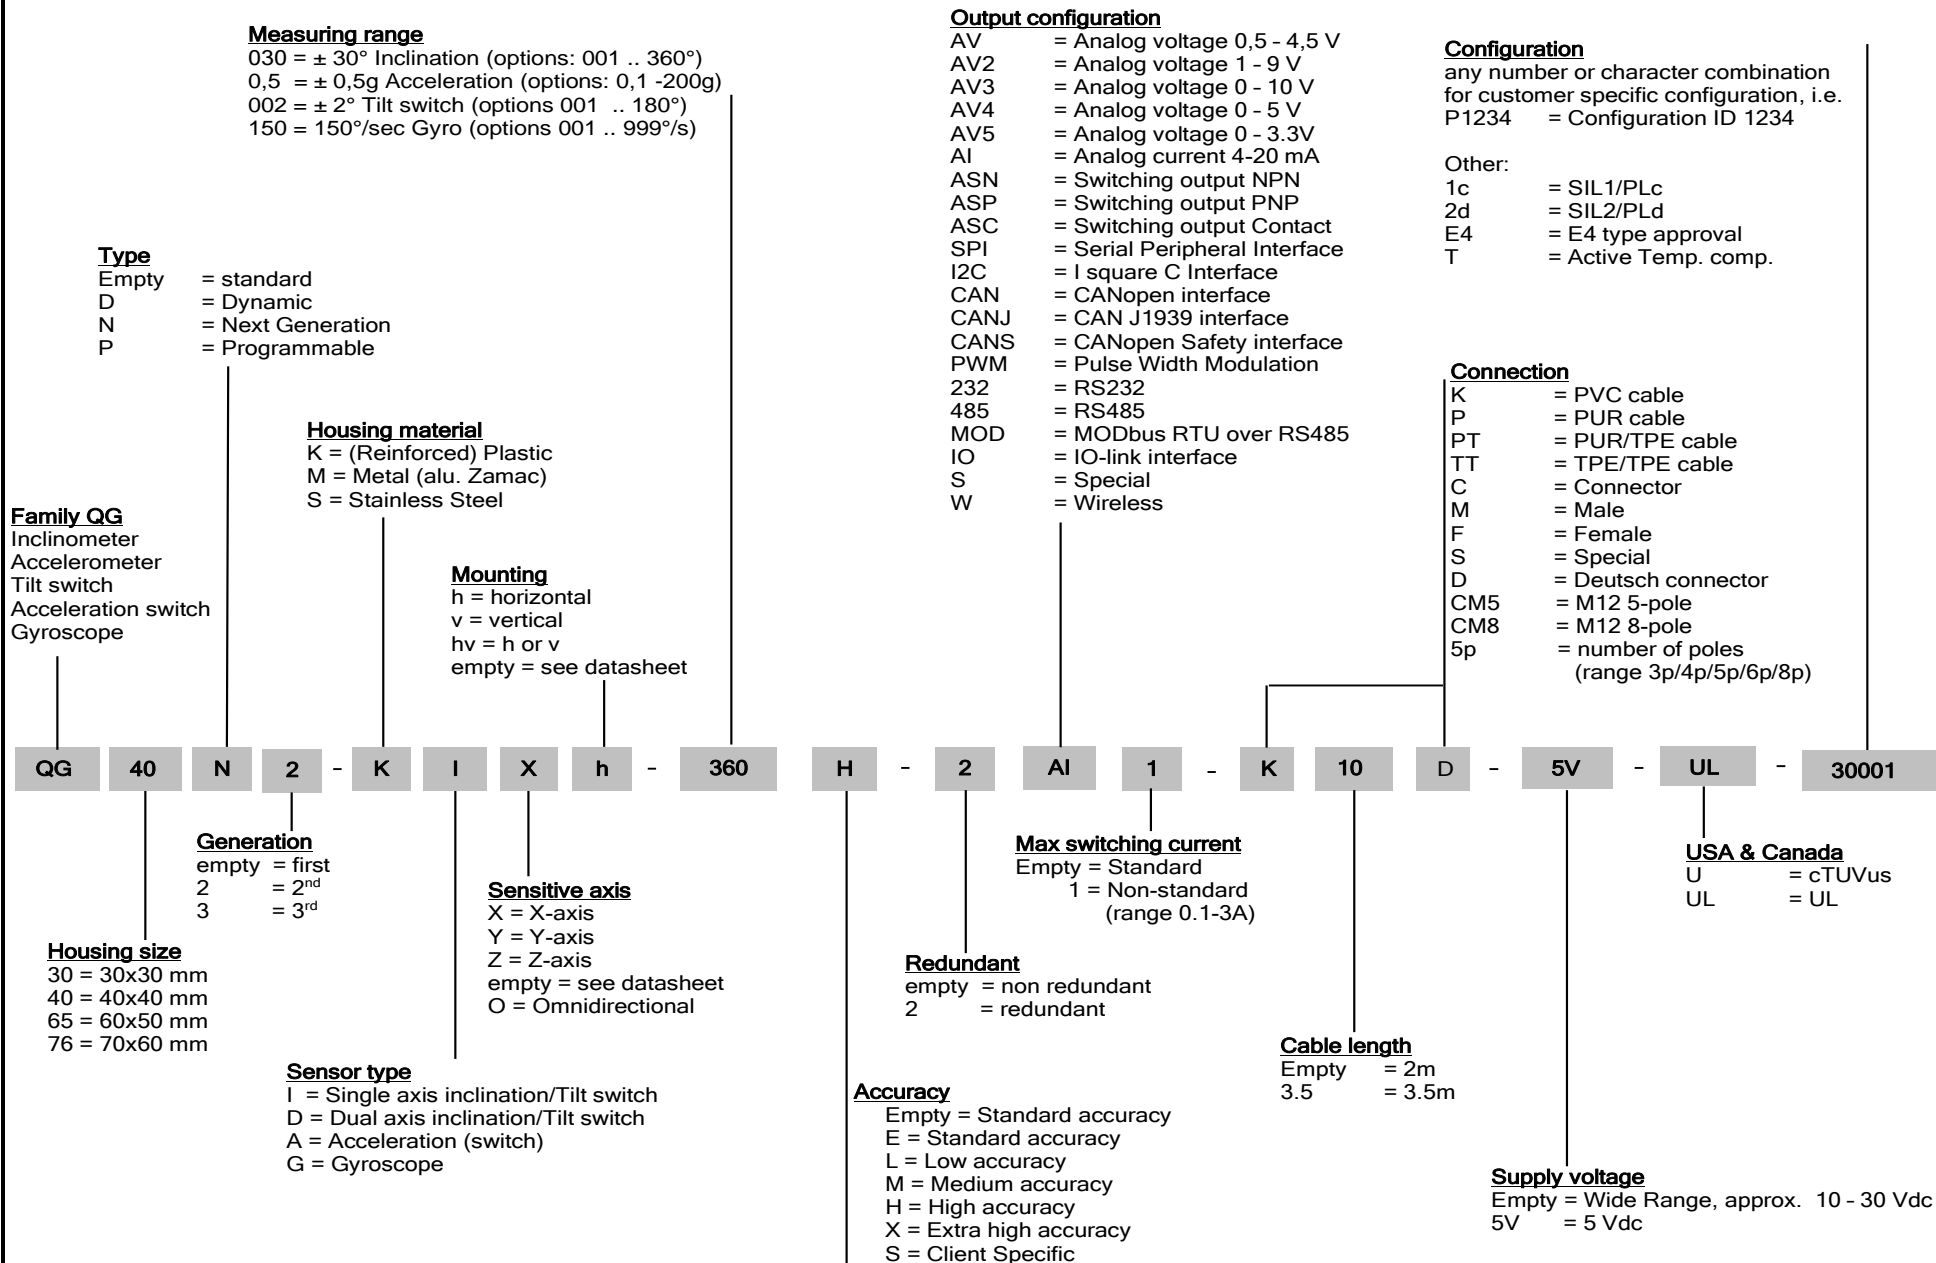 Measuring range
030 = ± 30° Inclination (options: 001 .. 360°)
0,5 = ± 0,5g Acceleration (options: 0,1 -200g)
002 = ± 2° Tilt switch (options 001 .. 180°)
150 = 150°/sec Gyro (options 001 .. 999°/s)
Output configuration
AV = Analog voltage 0,5 - 4,5 V
AV2 = Analog voltage 1 - 9 V
AV3 = Analog voltage 0 - 10 V
AV4 = Analog voltage 0 - 5 V
AV5 = Analog voltage 0 - 3.3V
AI = Analog current 4-20 mA
ASN = Switching output NPN
ASP = Switching output PNP
ASC = Switching output Contact
SPI = Serial Peripheral Interface
I2C = I square C Interface
CAN = CANopen interface
CANJ = CAN J1939 interface
CANS = CANopen Safety interface
PWM = Pulse Width Modulation
232 = RS232
485 = RS485
MOD = MODbus RTU over RS485
IO = IO-link interface
S = Special
W = Wireless
Configuration
any number or character combination
for customer specific configuration, i.e.
P1234 = Configuration ID 1234
Other:
1c = SIL1/PLc
2d = SIL2/PLd
E4 = E4 type approval
T = Active Temp. comp.
Type
Empty = standard
D = Dynamic
N = Next Generation
P = Programmable
Connection
K = PVC cable
P = PUR cable
PT = PUR/TPE cable
TT = TPE/TPE cable
C = Connector
M = Male
F = Female
S = Special
D = Deutsch connector
CM5 = M12 5-pole
CM8 = M12 8-pole
5p = number of poles
(range 3p/4p/5p/6p/8p)
Housing material
K = (Reinforced) Plastic
M = Metal (alu. Zamac)
S = Stainless Steel
Family QG
Inclinometer
Accelerometer
Tilt switch
Acceleration switch
Gyroscope
Mounting
h = horizontal
v = vertical
hv = h or v
empty = see datasheet
QG 40 N 2 - K I X h - 360 H - 2 AI 1 - K 10 D - 5V - UL - 30001
Generation
empty = first
2 = 2nd
3 = 3rd
Housing size
30 = 30x30 mm
40 = 40x40 mm
65 = 60x50 mm
76 = 70x60 mm
Sensitive axis
X = X-axis
Y = Y-axis
Z = Z-axis
empty = see datasheet
O = Omnidirectional
Sensor type
I = Single axis inclination/Tilt switch
D = Dual axis inclination/Tilt switch
A = Acceleration (switch)
G = Gyroscope
Max switching current
Empty = Standard
1 = Non-standard
(range 0.1-3A)
Redundant
empty = non redundant
2 = redundant
Accuracy
Empty = Standard accuracy
E = Standard accuracy
L = Low accuracy
M = Medium accuracy
H = High accuracy
X = Extra high accuracy
S = Client Specific
Cable length
Empty = 2m
3.5 = 3.5m
USA & Canada
U = cTUVus
UL = UL
Supply voltage
Empty = Wide Range, approx. 10 - 30 Vdc
5V = 5 Vdc